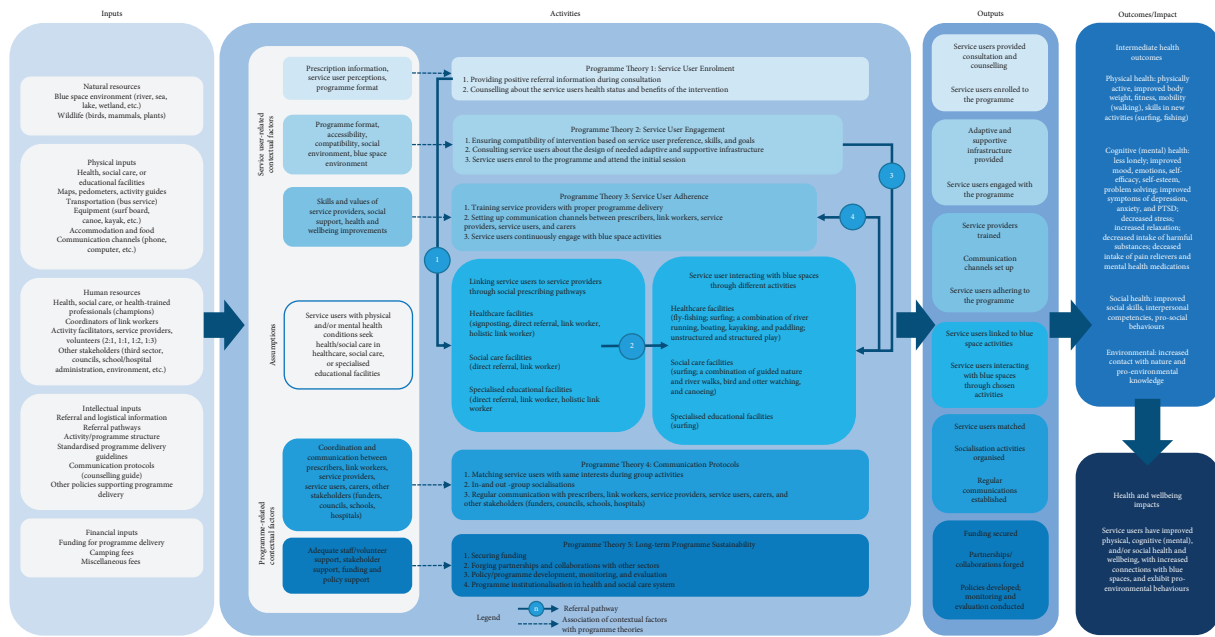 Inputs
Natural resources
Blue space environment (river, sea,
lake, wetland, etc.)
Wildlife (birds, mammals, plants)
Physical inputs
Health, social care, or
educational facilities
Maps, pedometers, activity guides
Transportation (bus service)
Equipment (surf board,
canoe, kayak, etc.)
Accommodation and food
Communication channels (phone,
computer, etc.)
Human resources
Health, social care, or health-trained
professionals (champions)
Coordinators of link workers
Activity facilitators, service providers,
volunteers (2:1, 1:1, 1:2, 1:3)
Other stakeholders (third sector,
councils, school/hospital
administration, environment, etc.)
Intellectual inputs
Referral and logistical information
Referral pathways
Activity/programme structure
Standardised programme delivery
guidelines
Communication protocols
(counselling guide)
Other policies supporting programme
delivery
Financial inputs
Funding for programme delivery
Camping fees
Miscellaneous fees
Activities
Service user-related
contextual factors
Prescription information,
service user perceptions,
programme format
Programme format,
accessibility,
compatibility, social
environment, blue space
environment
Skills and values of
service providers, social
support, health and
wellbeing improvements
Assumptions
Service users with physical
and/or mental health
conditions seek
health/social care in
healthcare, social care,
or specialised
educational facilities
Programme-related
contextual factors
Coordination and
communication between
prescribers, link workers,
service providers,
service users, carers, other
stakeholders (funders,
councils, schools,
hospitals)
Adequate staff/volunteer
support, stakeholder
support, funding and
policy support
Programme Theory 1: Service User Enrolment
1. Providing positive referral information during consultation
2. Counselling about the service users health status and benefits of the intervention
Programme Theory 2: Service User Engagement
1. Ensuring compatibility of intervention based on service user preference, skills, and goals
2. Consulting service users about the design of needed adaptive and supportive infrastructure
3. Service users enrol to the programme and attend the initial session
3
Programme Theory 3: Service User Adherence
1. Training service providers with proper programme delivery
2. Setting up communication channels between prescribers, link workers, service
providers, service users, and carers
3. Service users continuously engage with blue space activities
4
1
Linking service users to service providers
through social prescribing pathways
Healthcare facilities
(signposting, direct referral, link worker,
holistic link worker)
Social care facilities
(direct referral, link worker)
Specialised educational facilities
(direct referral, link worker, holistic link
worker
2
Service user interacting with blue spaces
through different activities
Healthcare facilities
(fly-fishing; surfing; a combination of river
running, boating, kayaking, and paddling;
unstructured and structured play)
Social care facilities
(surfing; a combination of guided nature
and river walks, bird and otter watching,
and canoeing)
Specialised educational facilities
(surfing)
Programme Theory 4: Communication Protocols
1. Matching service users with same interests during group activities
2. In-and out -group socialisations
3. Regular communication with prescribers, link workers, service providers, service users, carers, and
other stakeholders (funders, councils, schools, hospitals)
Programme Theory 5: Long-term Programme Sustainability
1. Securing funding
2. Forging partnerships and collaborations with other sectors
3. Policy/programme development, monitoring, and evaluation
4. Programme institutionalisation in health and social care system
Legend
n
Referral pathway
Association of contextual factors
with programme theories
Outputs
Service users provided
consultation and
counselling
Service users enrolled to
the programme
Adaptive and
supportive
infrastructure
provided
Service users engaged with
the programme
Service providers
trained
Communication
channels set up
Service users adhering to
the programme
Service users linked to blue
space activities
Service users interacting
with blue spaces
through chosen
activities
Service users matched
Socialisation activities
organised
Regular
communications
established
Funding secured
Partnerships/
collaborations forged
Policies developed;
monitoring and
evaluation conducted
Outcomes/Impact
Intermediate health
outcomes
Physical health: physically
active, improved body
weight, fitness, mobility
(walking), skills in new
activities (surfing, fishing)
Cognitive (mental) health:
less lonely; improved
mood, emotions, self-
efficacy, self-esteem,
problem solving; improved
symptoms of depression,
anxiety, and PTSD;
decreased stress;
increased relaxation;
decreased intake of harmful
substances; deceased
intake of pain relievers and
mental health medications
Social health: improved
social skills, interpersonal
competencies, pro-social
behaviours
Environmental: increased
contact with nature and
pro-environmental
knowledge
Health and wellbeing
impacts
Service users have improved
physical, cognitive (mental),
and/or social health and
wellbeing, with increased
connections with blue
spaces, and exhibit pro-
environmental behaviours